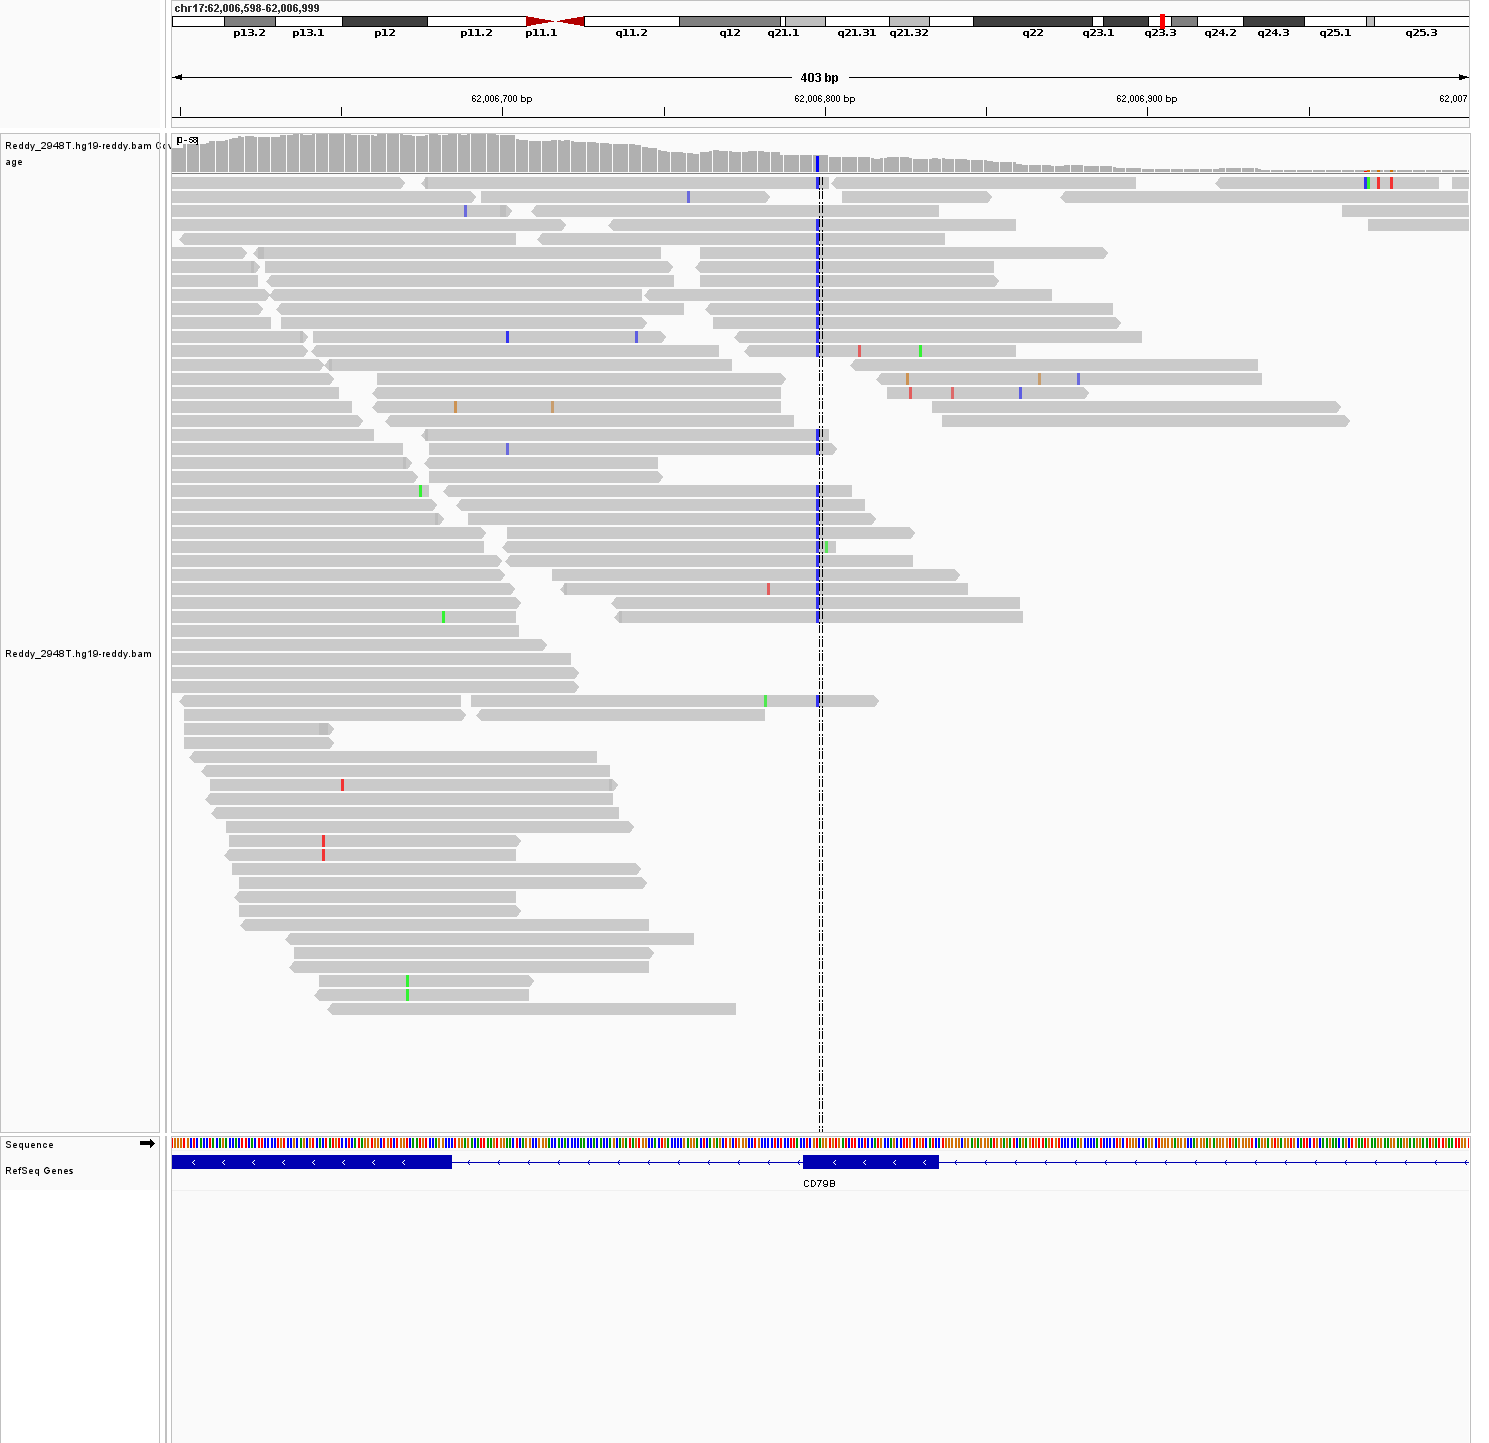 chr17:62,006,598-62,006,999
p13.2 p13.1 p12 p11.2 p11.1 q11.2 q12 q21.1 q21.31 q21.32 q22 q23.1 q23.3 q24.2 q24.3 q25.1 q25.3
403 bp
62,006,700 bp 62,006,800 bp 62,006,900 bp 62,007
Reddy_2948T.hg19-reddy.bam Cov
age
Reddy_2948T.hg19-reddy.bam
Sequence
RefSeq Genes
CD79B